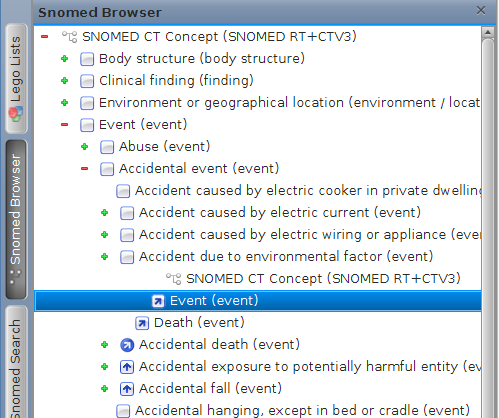 Snomed Browser
SNOMED CT Concept (SNOMED RT+CTV3)
Body structure (body structure)
Clinical finding (finding)
Environment or geographical location (environment / locat
Event (event)
Abuse (event)
Accidental event (event)
Accident caused by electric cooker in private dwelling
Accident caused by electric current (event)
Accident caused by electric wiring or appliance (eve
Accident due to environmental factor (event)
SNOMED CT Concept (SNOMED RT+CTV3)
Event (event)
Death (event)
Accidental death (event)
Accidental exposure to potentially harmful entity (ev
Accidental fall (event)
Accidental hanging, except in bed or cradle (event)
Lego Lists
Snomed Browser
Snomed Search